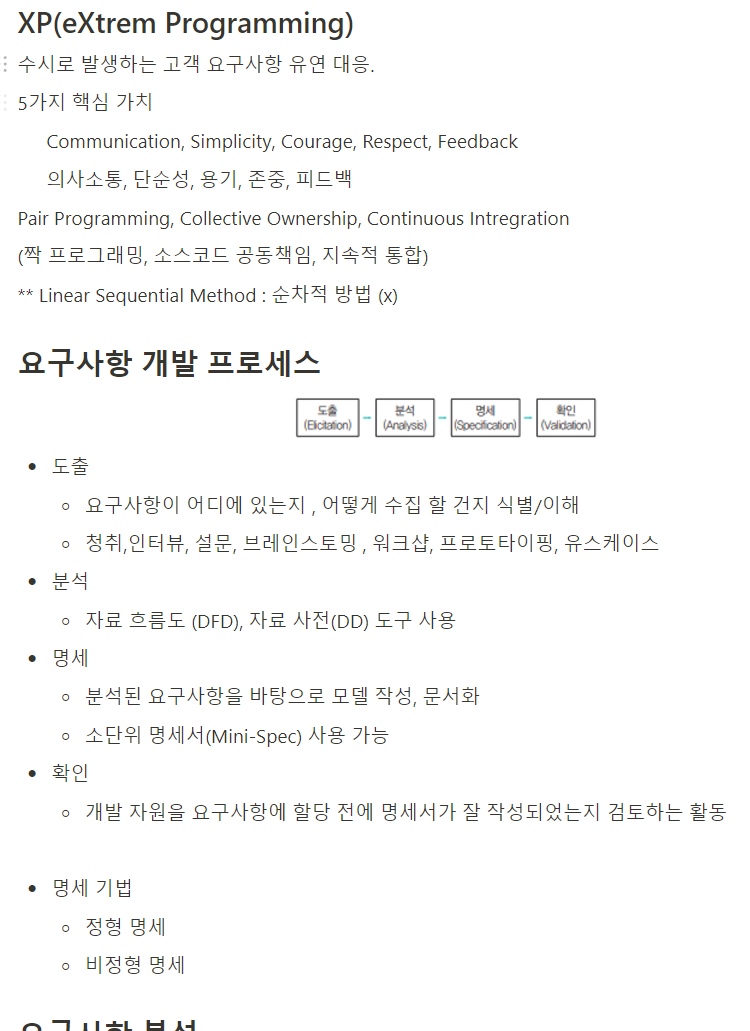 XP(eXtrem Programming)
수시로 발생하는 고객 요구사항 유연 대응.
5가지 핵심 가치
Communication, Simplicity, Courage, Respect, Feedback
의사소통, 단순성, 용기, 존중, 피드백
Pair Programming, Collective Ownership, Continuous Intregration
(짝 프로그래밍, 소스코드 공동책임, 지속적 통합)
** Linear Sequential Method : 순차적 방법 (x)
요구사항 개발 프로세스
도출 (Elicitation) 분석 (Analysis) 명세 (Specification) 확인 (Validation)
도출
요구사항이 어디에 있는지 , 어떻게 수집 할 건지 식별/이해
청취,인터뷰, 설문, 브레인스토밍 , 워크샵, 프로토타이핑, 유스케이스
분석
자료 흐름도 (DFD), 자료 사전(DD) 도구 사용
명세
분석된 요구사항을 바탕으로 모델 작성, 문서화
소단위 명세서(Mini-Spec) 사용 가능
확인
개발 자원을 요구사항에 할당 전에 명세서가 잘 작성되었는지 검토하는 활동
명세 기법
정형 명세
비정형 명세
요구사항 분석